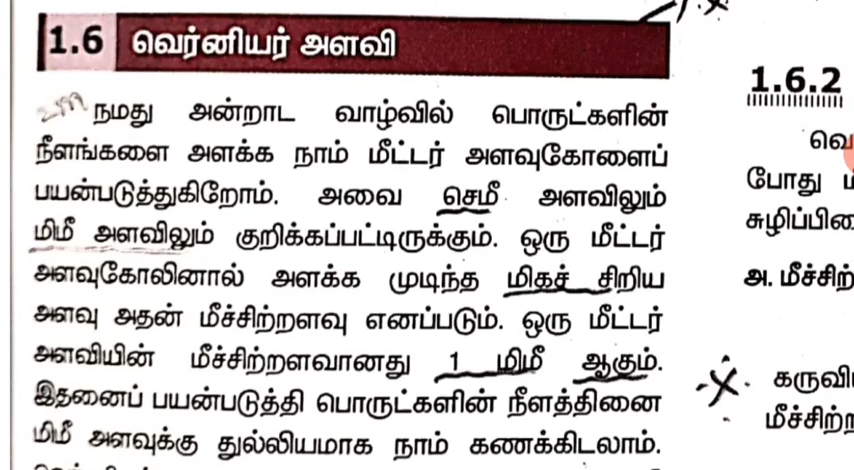 1.6 வெர்னியர் அளவி
நமது அன்றாட வாழ்வில் பொருட்களின்
நீளங்களை அளக்க நாம் மீட்டர் அளவுகோளைப்
பயன்படுத்துகிறோம். அவை செமீ அளவிலும்
மிமீ அளவிலும் குறிக்கப்பட்டிருக்கும். ஒரு மீட்டர்
அளவுகோலினால் அளக்க முடிந்த மிகச் சிறிய
அளவு அதன் மீச்சிற்றளவு எனப்படும். ஒரு மீட்டர்
அளவியின் மீச்சிற்றளவானது 1 மிமீ ஆகும்.
இதனைப் பயன்படுத்தி பொருட்களின் நீளத்தினை
மிமீ அளவுக்கு துல்லியமாக நாம் கணக்கிடலாம்.
1.6.2
போது
அ.